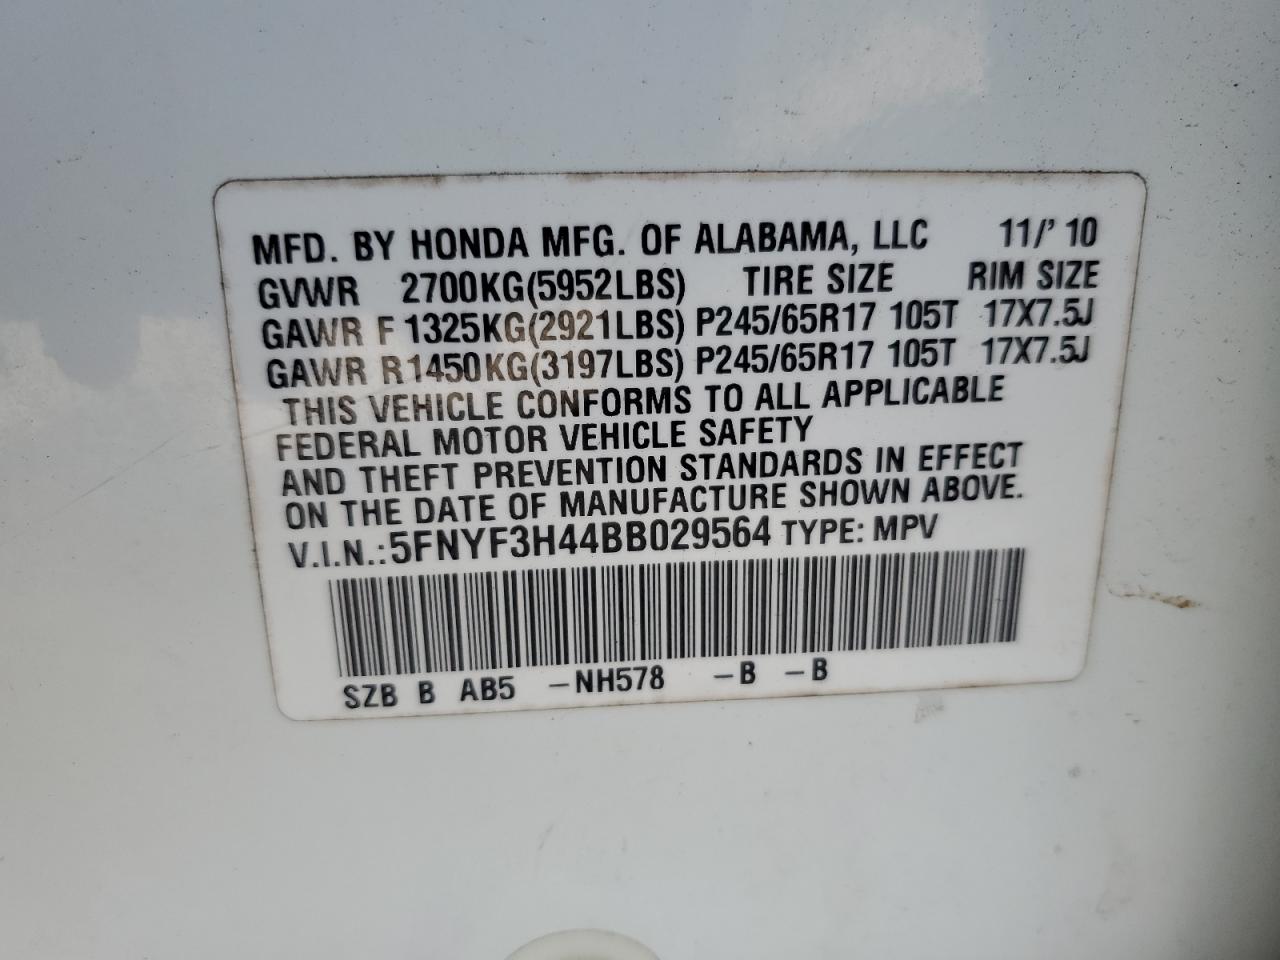 MFD. BY HONDA MFG. OF ALABAMA, LLC 11/' 10
GVWR 2700KG(5952LBS) TIRE SIZE RIM SIZE
GAWR F 1325KG(2921LBS) P245/65R17 105T 17X7.5J
GAWR R1450KG(3197LBS) P245/65R17 105T 17X7.5J
THIS VEHICLE CONFORMS TO ALL APPLICABLE
FEDERAL MOTOR VEHICLE SAFETY
AND THEFT PREVENTION STANDARDS IN EFFECT
ON THE DATE OF MANUFACTURE SHOWN ABOVE.
V.I.N.:5FNYF3H44BB029564 TYPE: MPV
SZB B AB5 –NH578 –B –B